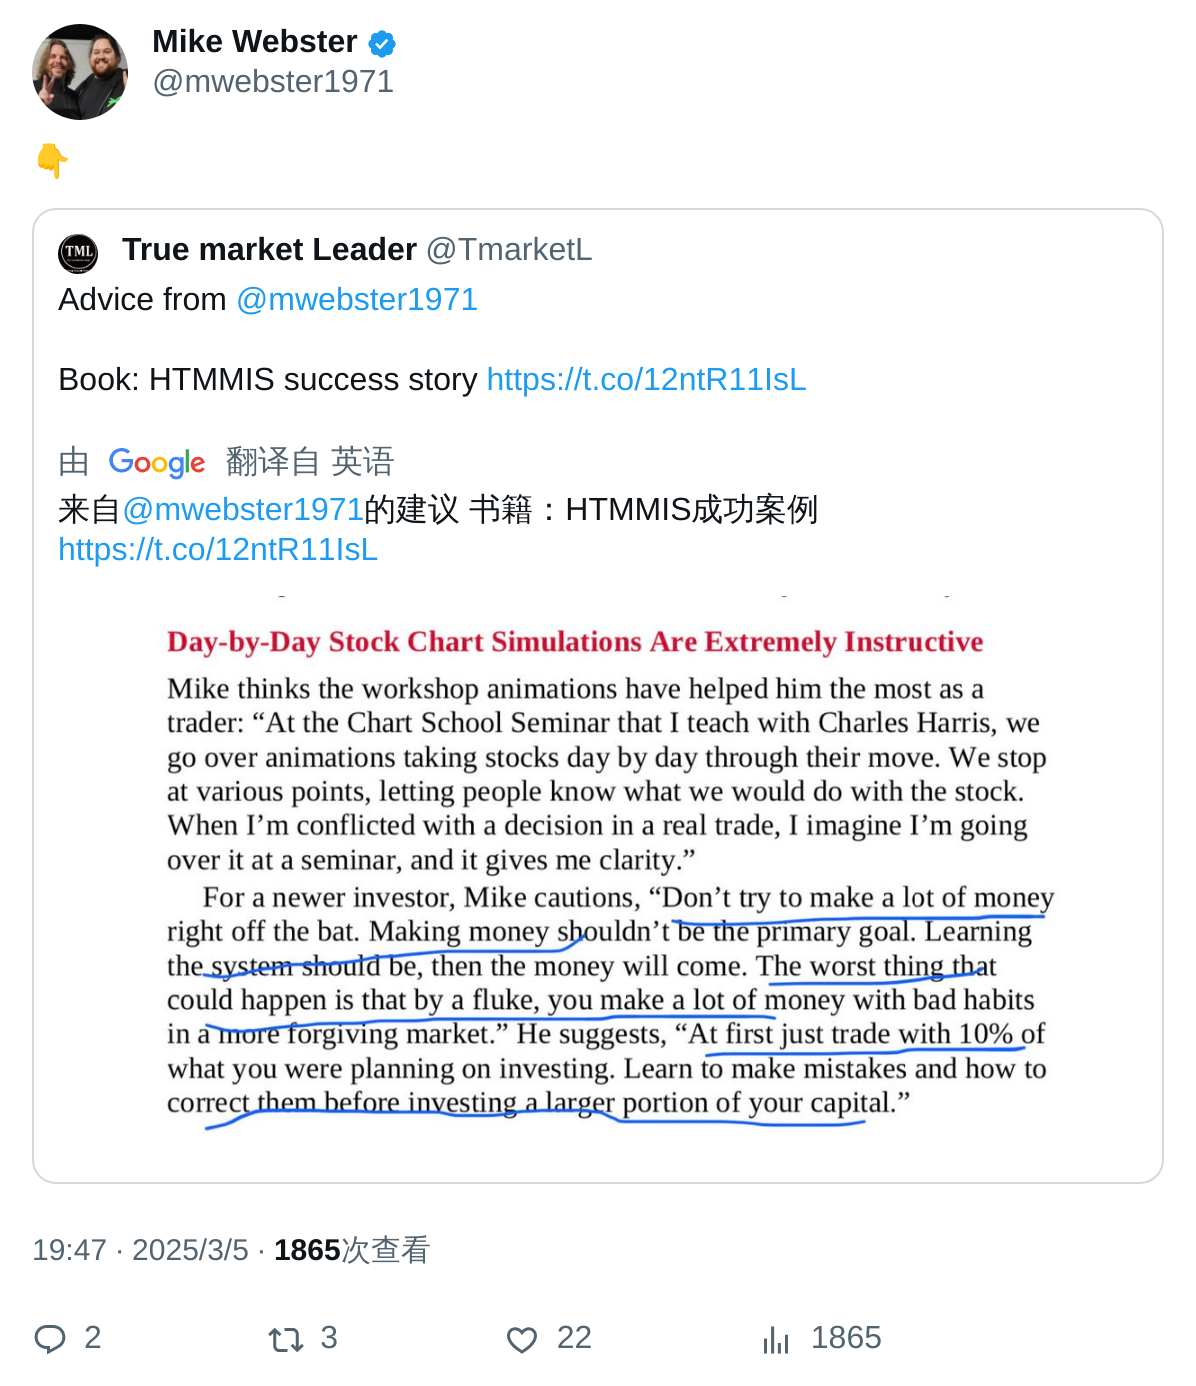 Mike Webster
@mwebster1971
👇
TML
True market Leader @TmarketL
Advice from @mwebster1971
Book: HTMMIS success story https://t.co/12ntR11IsL
由 Google 翻译自 英语
来自@mwebster1971的建议 书籍：HTMMIS成功案例
https://t.co/12ntR11IsL
Day-by-Day Stock Chart Simulations Are Extremely Instructive
Mike thinks the workshop animations have helped him the most as a
trader: “At the Chart School Seminar that I teach with Charles Harris, we
go over animations taking stocks day by day through their move. We stop
at various points, letting people know what we would do with the stock.
When I’m conflicted with a decision in a real trade, I imagine I’m going
over it at a seminar, and it gives me clarity.”
For a newer investor, Mike cautions, “Don’t try to make a lot of money
right off the bat. Making money shouldn’t be the primary goal. Learning
the system should be, then the money will come. The worst thing that
could happen is that by a fluke, you make a lot of money with bad habits
in a more forgiving market.” He suggests, “At first just trade with 10% of
what you were planning on investing. Learn to make mistakes and how to
correct them before investing a larger portion of your capital.”
19:47 · 2025/3/5 · 1865次查看
2 3 22 1865